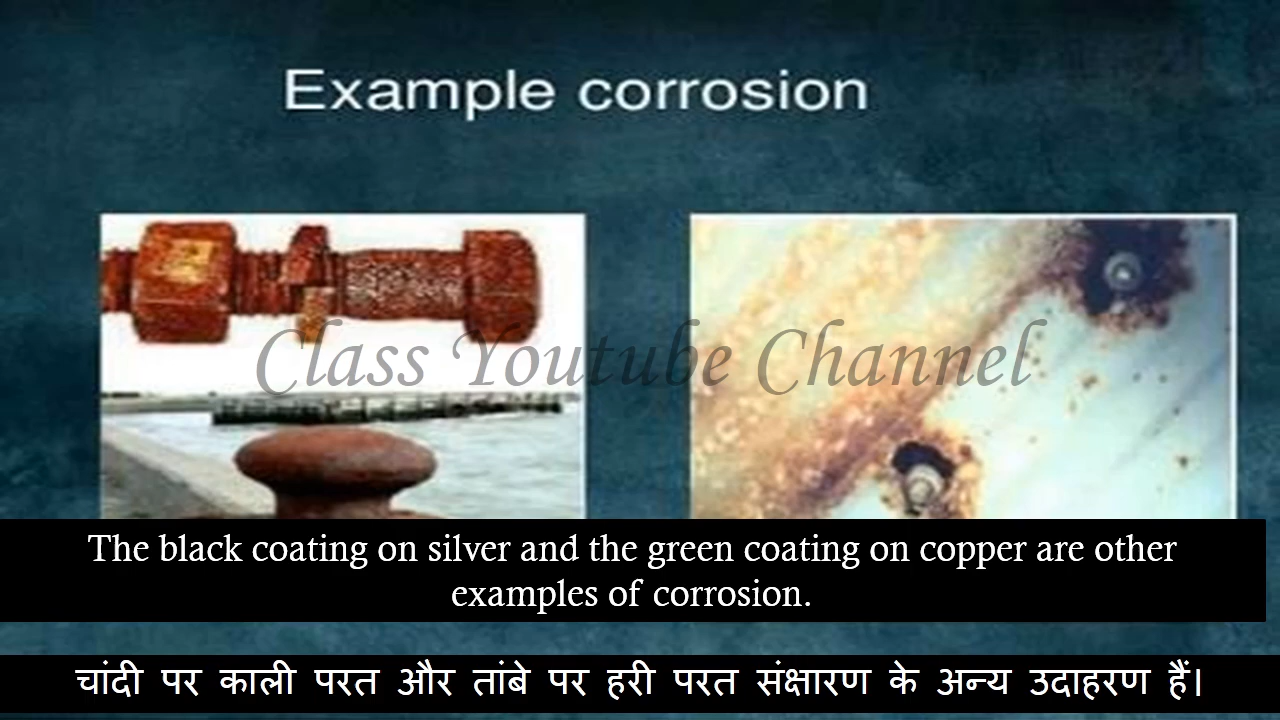 Example corrosion
Class Youtube Channel
The black coating on silver and the green coating on copper are other
examples of corrosion.
चांदी पर काली परत और तांबे पर हरी परत संक्षारण के अन्य उदाहरण हैं।